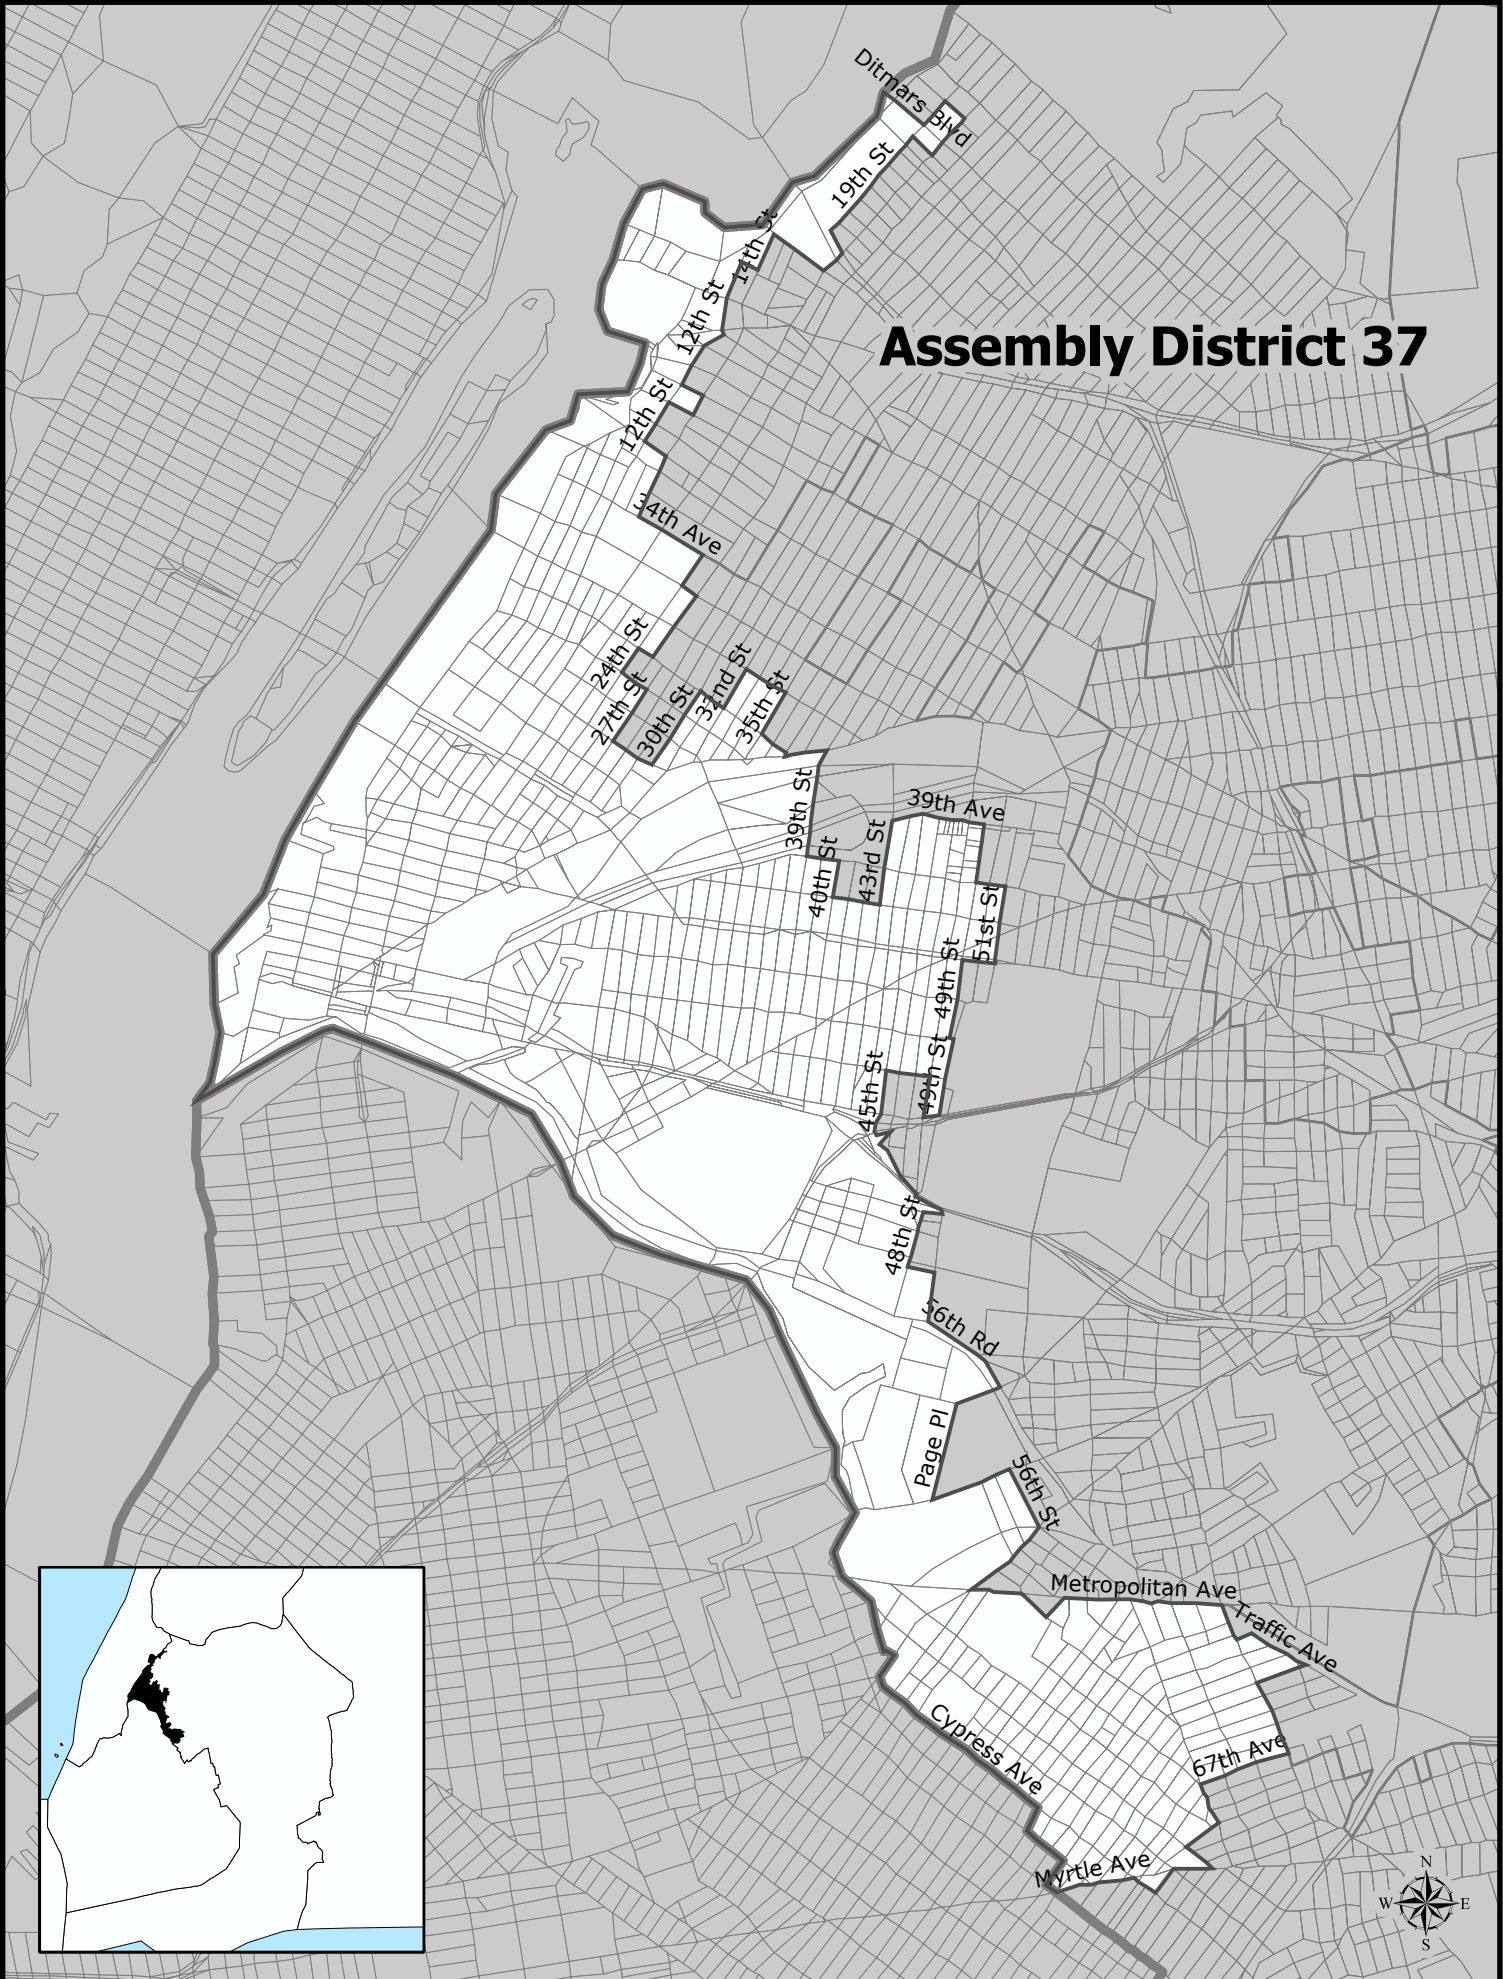 Ditmars Blvd
19th St
14th St
12th St
Assembly District 37
12th St
34th Ave
24th St
27th St
30th St
32nd St
35th St
39th St
39th Ave
40th St
43rd St
51st St
49th St
49th St
45th St
48th St
56th Rd
Page Pl
56th St
Metropolitan Ave
Traffic Ave
Cypress Ave
67th Ave
Myrtle Ave
N
W E
S